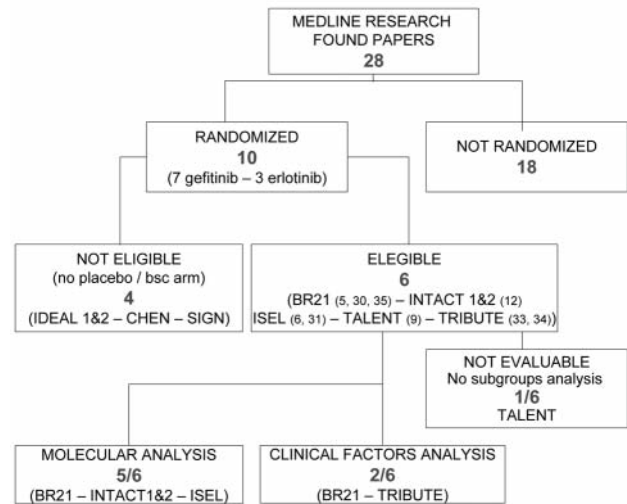 MEDLINE RESEARCH
FOUND PAPERS
28
RANDOMIZED
10
(7 gefitinib – 3 erlotinib)
NOT RANDOMIZED
18
NOT ELIGIBLE
(no placebo / bsc arm)
4
(IDEAL 1&2 – CHEN – SIGN)
ELEGIBLE
6
(BR21 (5, 30, 35) – INTACT 1&2 (12)
ISEL (6, 31) – TALENT (9) – TRIBUTE (33, 34))
NOT EVALUABLE
No subgroups analysis
1/6
TALENT
MOLECULAR ANALYSIS
5/6
(BR21 – INTACT1&2 – ISEL)
CLINICAL FACTORS ANALYSIS
2/6
(BR21 – TRIBUTE)